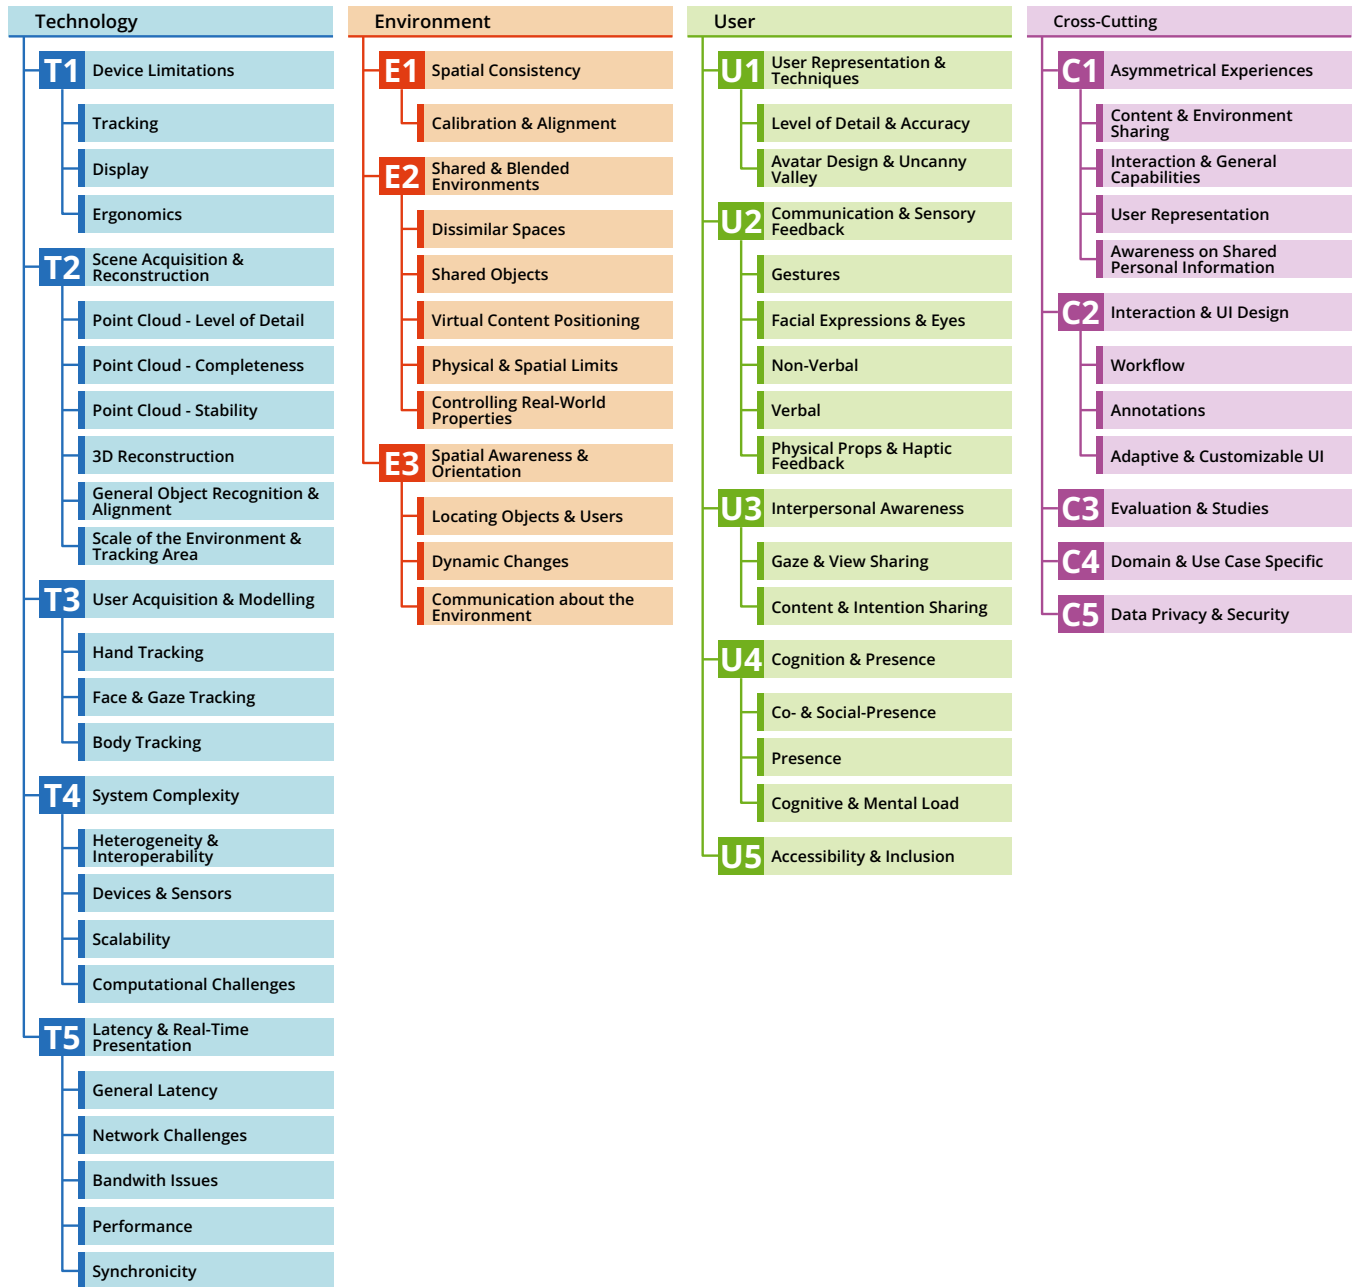 Technology
T1
Device Limitations
Tracking
Display
Ergonomics
T2
Scene Acquisition &
Reconstruction
Point Cloud - Level of Detail
Point Cloud - Completeness
Point Cloud - Stability
3D Reconstruction
General Object Recognition &
Alignment
Scale of the Environment &
Tracking Area
T3
User Acquisition & Modelling
Hand Tracking
Face & Gaze Tracking
Body Tracking
T4
System Complexity
Heterogeneity &
Interoperability
Devices & Sensors
Scalability
Computational Challenges
T5
Latency & Real-Time
Presentation
General Latency
Network Challenges
Bandwith Issues
Performance
Synchronicity
Environment
E1
Spatial Consistency
Calibration & Alignment
E2
Shared & Blended
Environments
Dissimilar Spaces
Shared Objects
Virtual Content Positioning
Physical & Spatial Limits
Controlling Real-World
Properties
E3
Spatial Awareness &
Orientation
Locating Objects & Users
Dynamic Changes
Communication about the
Environment
User
U1
User Representation &
Techniques
Level of Detail & Accuracy
Avatar Design & Uncanny
Valley
U2
Communication & Sensory
Feedback
Gestures
Facial Expressions & Eyes
Non-Verbal
Verbal
Physical Props & Haptic
Feedback
U3
Interpersonal Awareness
Gaze & View Sharing
Content & Intention Sharing
U4
Cognition & Presence
Co- & Social-Presence
Presence
Cognitive & Mental Load
U5
Accessibility & Inclusion
Cross-Cutting
C1
Asymmetrical Experiences
Content & Environment
Sharing
Interaction & General
Capabilities
User Representation
Awareness on Shared
Personal Information
C2
Interaction & UI Design
Workflow
Annotations
Adaptive & Customizable UI
C3
Evaluation & Studies
C4
Domain & Use Case Specific
C5
Data Privacy & Security